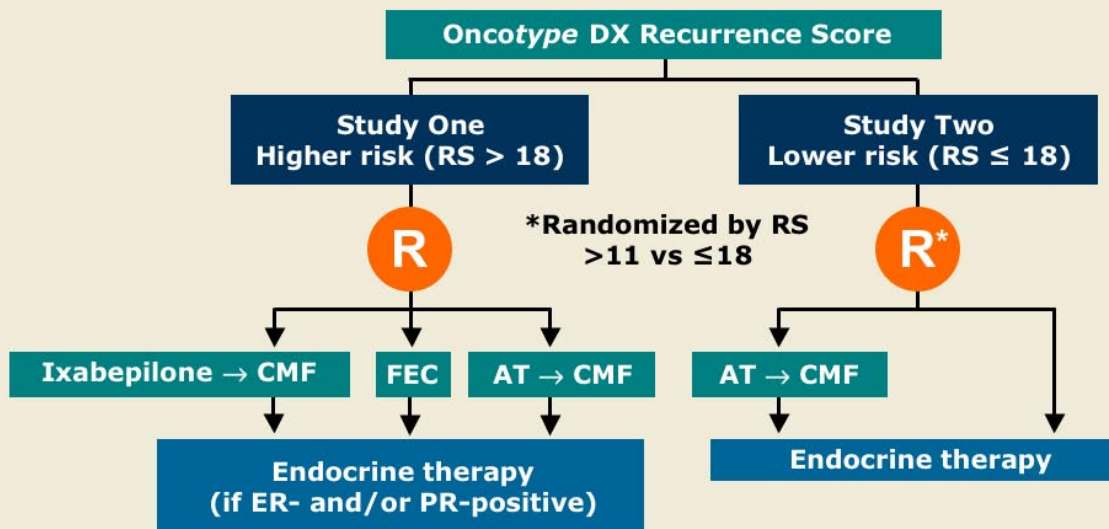 Oncotype DX Recurrence Score
Study One
Higher risk (RS > 18)
Study Two
Lower risk (RS ≤ 18)
R
*Randomized by RS
>11 vs ≤18
R*
Ixabepilone → CMF
FEC
AT → CMF
AT → CMF
Endocrine therapy
(if ER- and/or PR-positive)
Endocrine therapy